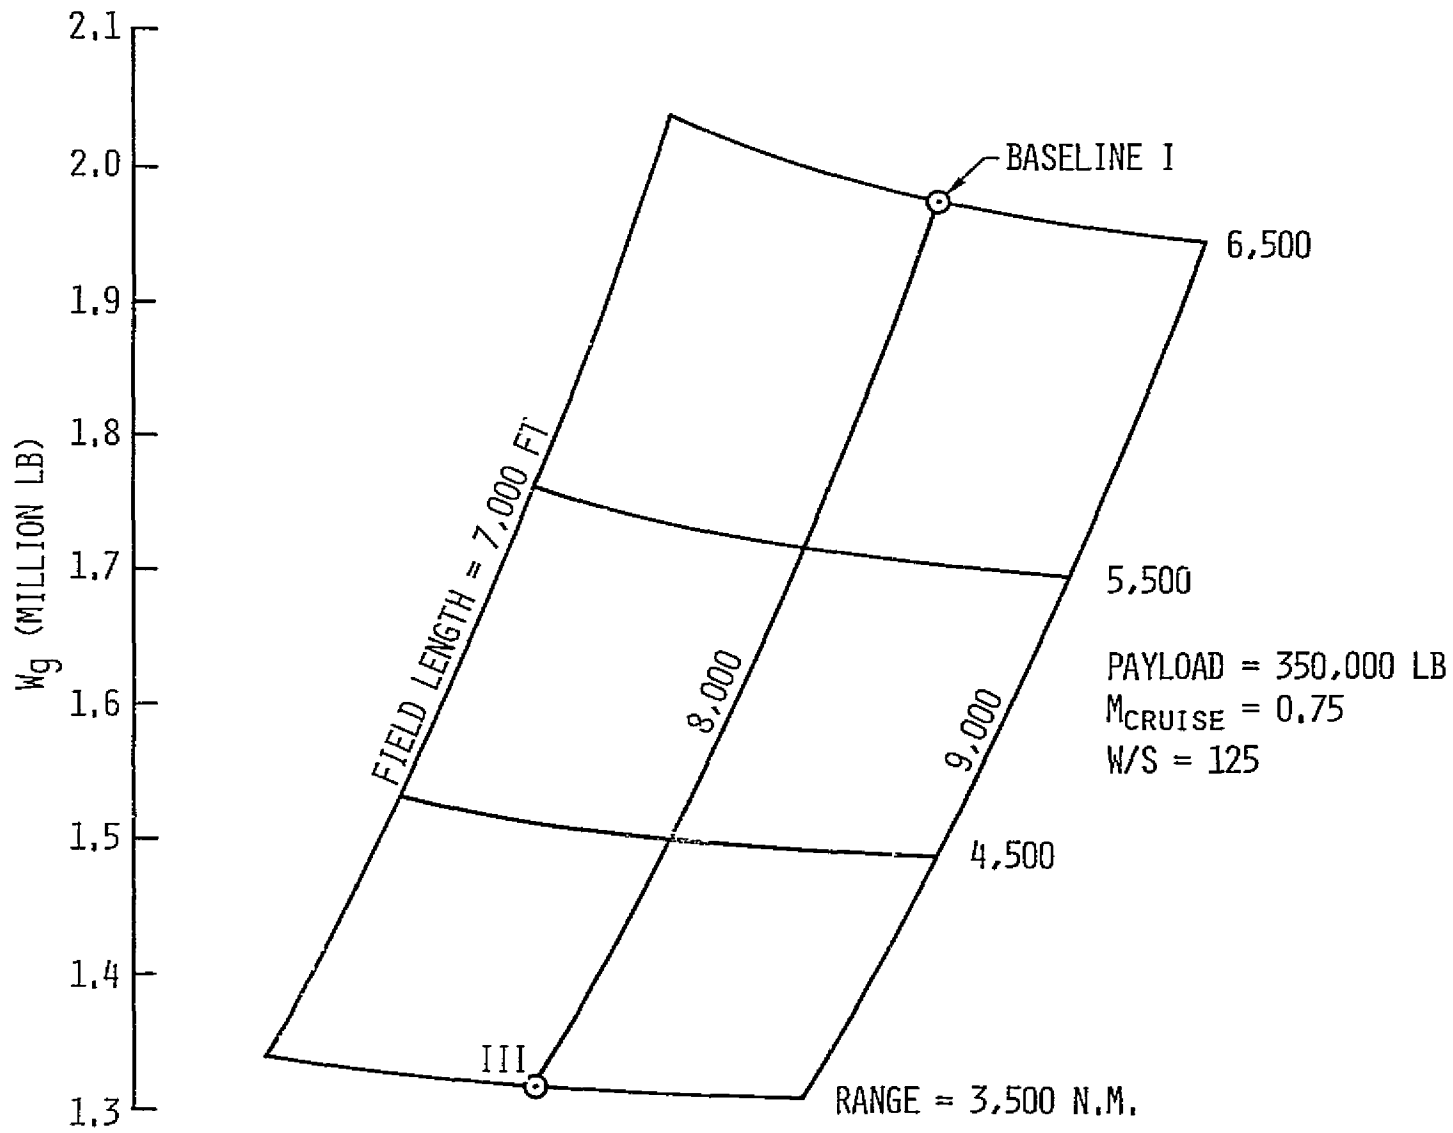 2.1
2.0
1.9
1.8
1.7
1.6
1.5
1.4
1.3
Wg (MILLION LB)
BASELINE I
6,500
FIELD LENGTH = 7,000 FT
5,500
8,000
9,000
PAYLOAD = 350,000 LB
MCRUISE = 0.75
W/S = 125
4,500
III
RANGE = 3,500 N.M.